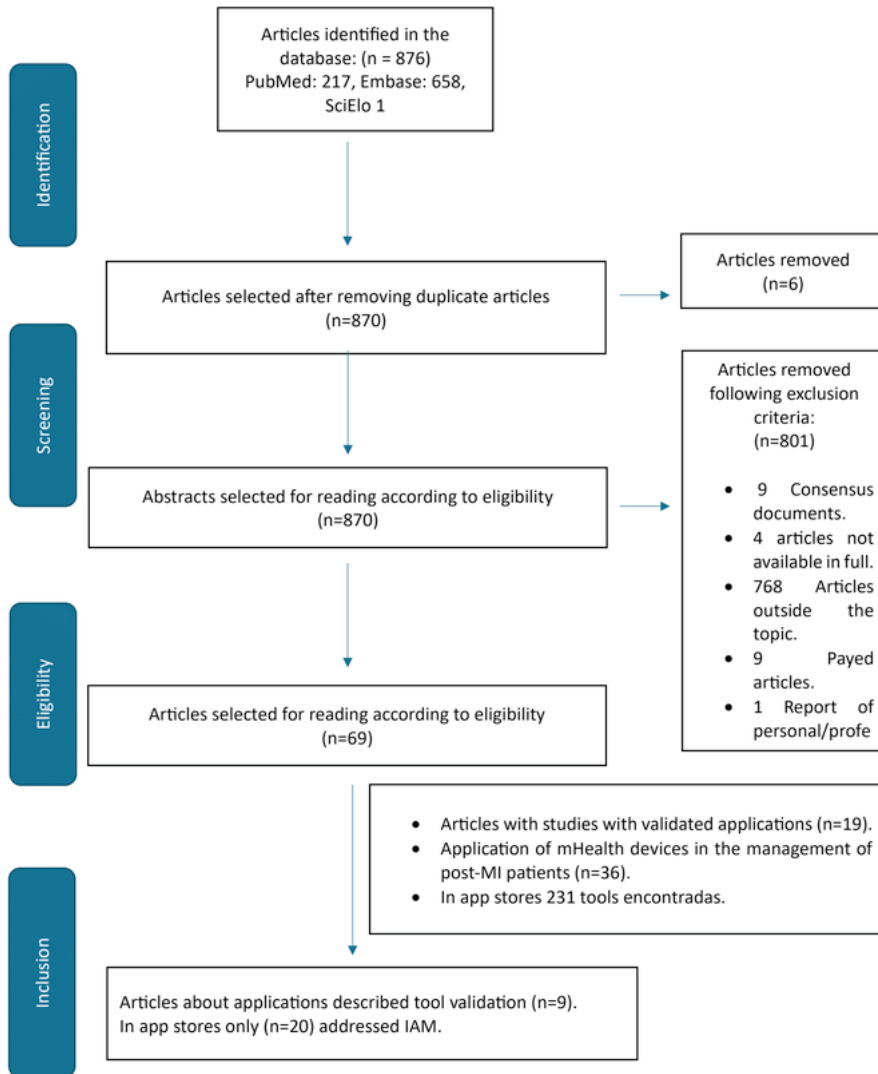 Identification
Articles identified in the
database: (n = 876)
PubMed: 217, Embase: 658,
SciElo 1
Articles selected after removing duplicate articles
(n=870)
Articles removed
(n=6)
Screening
Abstracts selected for reading according to eligibility
(n=870)
Articles removed
following exclusion
criteria:
(n=801)
• 9 Consensus
documents.
• 4 articles not
available in full.
• 768 Articles
outside the
topic.
• 9 Payed
articles.
• 1 Report of
personal/profe
Eligibility
Articles selected for reading according to eligibility
(n=69)
• Articles with studies with validated applications (n=19).
• Application of mHealth devices in the management of
post-MI patients (n=36).
• In app stores 231 tools encontradas.
Inclusion
Articles about applications described tool validation (n=9).
In app stores only (n=20) addressed IAM.